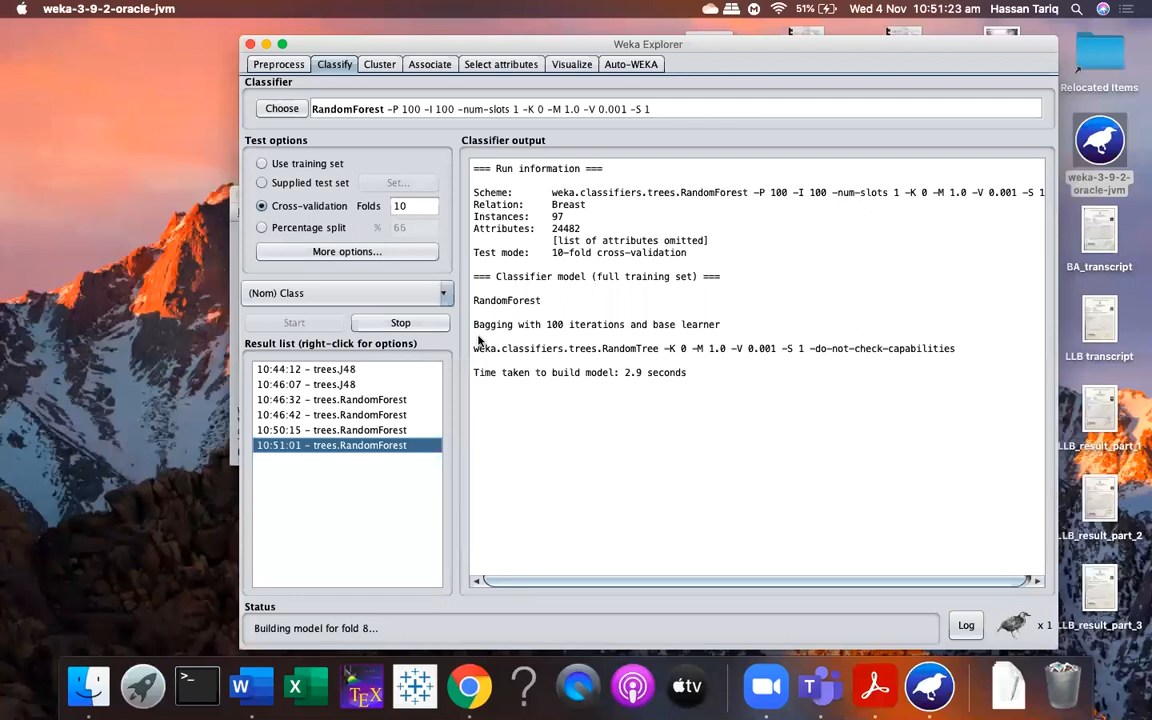 weka-3-9-2-oracle-jvm
51%
Wed 4 Nov 10:51:23 am
Hassan Tariq
Weka Explorer
Preprocess
Classify
Cluster
Associate
Select attributes
Visualize
Auto-WEKA
Classifier
Choose
RandomForest -P 100 -I 100 -num-slots 1 -K 0 -M 1.0 -V 0.001 -S 1
Test options
Use training set
Supplied test set
Set...
Cross-validation Folds 10
Percentage split % 66
More options...
(Nom) Class
Start
Stop
Result list (right-click for options)
10:44:12 - trees.J48
10:46:07 - trees.J48
10:46:32 - trees.RandomForest
10:46:42 - trees.RandomForest
10:50:15 - trees.RandomForest
10:51:01 - trees.RandomForest
Classifier output
=== Run information ===
Scheme: weka.classifiers.trees.RandomForest -P 100 -I 100 -num-slots 1 -K 0 -M 1.0 -V 0.001 -S 1
Relation: Breast
Instances: 97
Attributes: 24482
[list of attributes omitted]
Test mode: 10-fold cross-validation
=== Classifier model (full training set) ===
RandomForest
Bagging with 100 iterations and base learner
weka.classifiers.trees.RandomTree -K 0 -M 1.0 -V 0.001 -S 1 -do-not-check-capabilities
Time taken to build model: 2.9 seconds
Status
Building model for fold 8...
Log
x 1
Relocated Items
weka-3-9-2-
oracle-jvm
BA_transcript
LLB transcript
LLB_result_part_1
LLB_result_part_2
LLB_result_part_3
W
X
TEX
tv